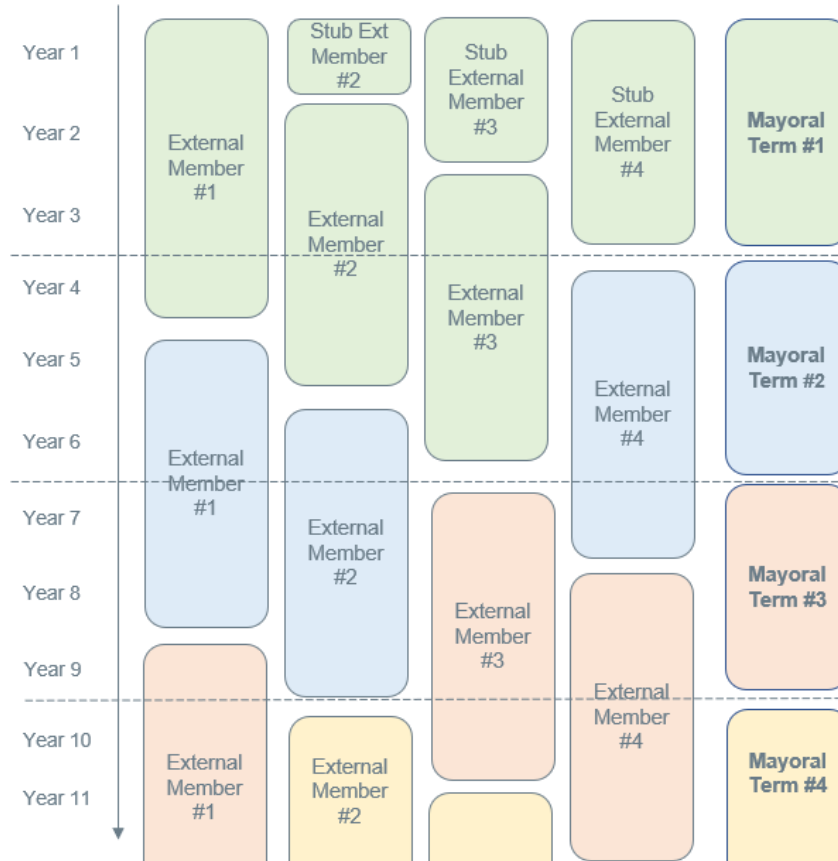 Year 1
Year 2
Year 3
Year 4
Year 5
Year 6
Year 7
Year 8
Year 9
Year 10
Year 11
External
Member
#1
External
Member
#1
External
Member
#1
Stub Ext
Member
#2
External
Member
#2
External
Member
#2
External
Member
#2
Stub
External
Member
#3
External
Member
#3
External
Member
#3
Stub
External
Member
#4
External
Member
#4
External
Member
#4
Mayoral
Term #1
Mayoral
Term #2
Mayoral
Term #3
Mayoral
Term #4